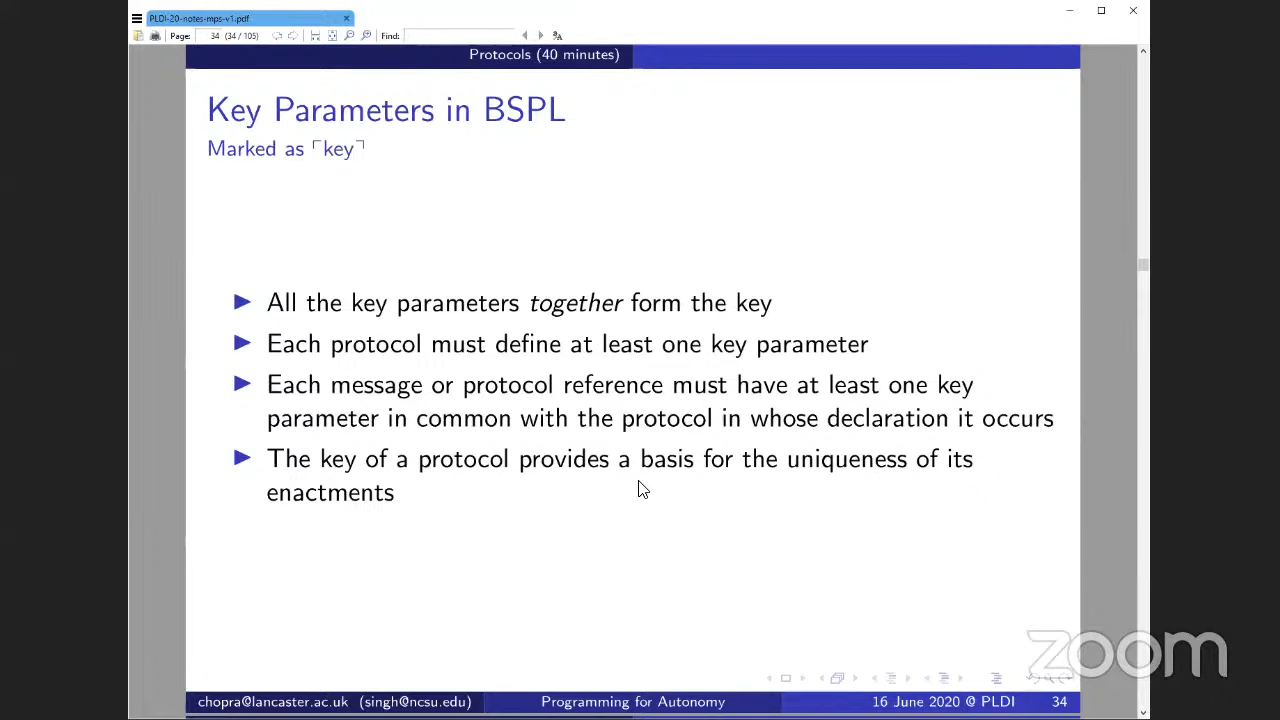 PLDI-20-notes-mps-v1.pdf
Page: 34 (34 / 105) Find:
Protocols (40 minutes)
Key Parameters in BSPL
Marked as ⌜key⌝
▶ All the key parameters together form the key
▶ Each protocol must define at least one key parameter
▶ Each message or protocol reference must have at least one key
parameter in common with the protocol in whose declaration it occurs
▶ The key of a protocol provides a basis for the uniqueness of its
enactments
zoom
chopra@lancaster.ac.uk (singh@ncsu.edu) Programming for Autonomy 16 June 2020 @ PLDI 34